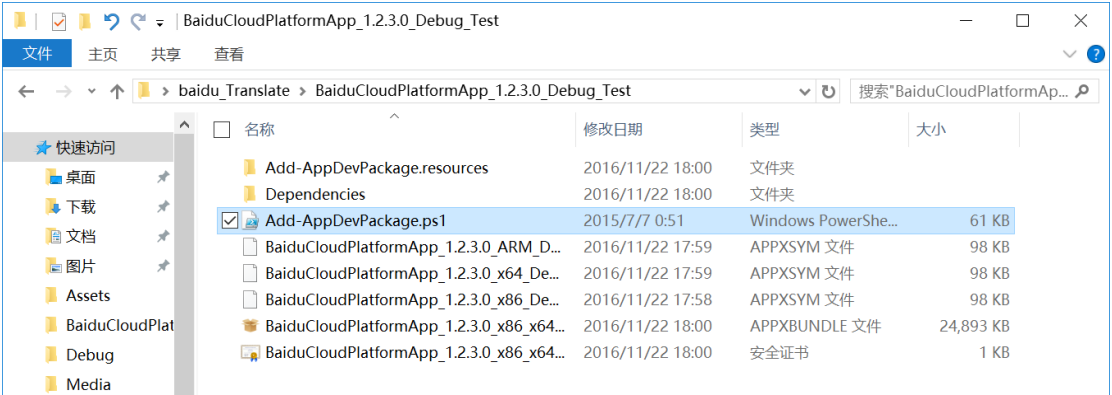 BaiduCloudPlatformApp_1.2.3.0_Debug_Test
文件 主页 共享 查看
baidu_Translate BaiduCloudPlatformApp_1.2.3.0_Debug_Test 搜索"BaiduCloudPlatformAp...
名称 修改日期 类型 大小
快速访问
桌面
下载
文档
图片
Assets
BaiduCloudPlat
Debug
Media
Add-AppDevPackage.resources 2016/11/22 18:00 文件夹
Dependencies 2016/11/22 18:00 文件夹
Add-AppDevPackage.ps1 2015/7/7 0:51 Windows PowerShe... 61 KB
BaiduCloudPlatformApp_1.2.3.0_ARM_D... 2016/11/22 17:59 APPXSYM 文件 98 KB
BaiduCloudPlatformApp_1.2.3.0_x64_De... 2016/11/22 17:59 APPXSYM 文件 98 KB
BaiduCloudPlatformApp_1.2.3.0_x86_De... 2016/11/22 17:58 APPXSYM 文件 98 KB
BaiduCloudPlatformApp_1.2.3.0_x86_x64... 2016/11/22 18:00 APPXBUNDLE 文件 24,893 KB
BaiduCloudPlatformApp_1.2.3.0_x86_x64... 2016/11/22 18:00 安全证书 1 KB